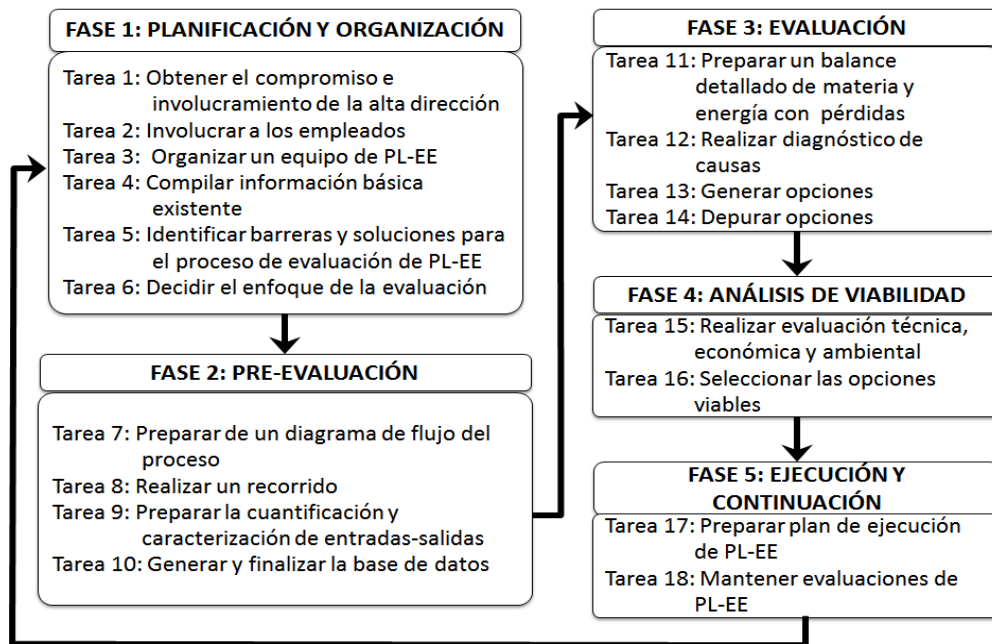 FASE 1: PLANIFICACIÓN Y ORGANIZACIÓN
Tarea 1: Obtener el compromiso e
involucramiento de la alta dirección
Tarea 2: Involucrar a los empleados
Tarea 3: Organizar un equipo de PL-EE
Tarea 4: Compilar información básica
existente
Tarea 5: Identificar barreras y soluciones para
el proceso de evaluación de PL-EE
Tarea 6: Decidir el enfoque de la evaluación
FASE 2: PRE-EVALUACIÓN
Tarea 7: Preparar de un diagrama de flujo del
proceso
Tarea 8: Realizar un recorrido
Tarea 9: Preparar la cuantificación y
caracterización de entradas-salidas
Tarea 10: Generar y finalizar la base de datos
FASE 3: EVALUACIÓN
Tarea 11: Preparar un balance
detallado de materia y
energía con pérdidas
Tarea 12: Realizar diagnóstico de
causas
Tarea 13: Generar opciones
Tarea 14: Depurar opciones
FASE 4: ANÁLISIS DE VIABILIDAD
Tarea 15: Realizar evaluación técnica,
económica y ambiental
Tarea 16: Seleccionar las opciones
viables
FASE 5: EJECUCIÓN Y
CONTINUACIÓN
Tarea 17: Preparar plan de ejecución
de PL-EE
Tarea 18: Mantener evaluaciones de
PL-EE